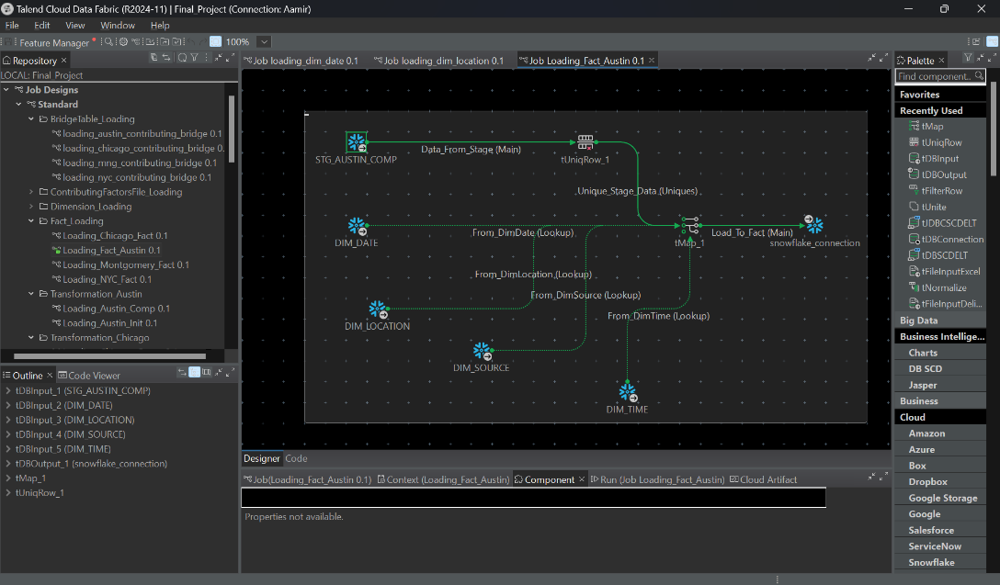 Talend Cloud Data Fabric (R2024-11) | Final_Project (Connection: Aamir)
File Edit View Window Help
Feature Manager 100%
Repository
LOCAL: Final_Project
Job Designs
Standard
BridgeTable_Loading
loading_austin_contributing_bridge 0.1
loading_chicago_contributing_bridge 0.
loading_mng_contributing_bridge 0.1
loading_nyc_contributing_bridge 0.1
ContributingFactorsFile_Loading
Dimension_Loading
Fact_Loading
Loading_Chicago_Fact 0.1
Loading_Fact_Austin 0.1
Loading_Montgomery_Fact 0.1
Loading_NYC_Fact 0.1
Transformation_Austin
Loading_Austin_Comp 0.1
Loading_Austin_Init 0.1
Transformation_Chicago
Outline Code Viewer
tDBInput_1 (STG_AUSTIN_COMP)
tDBInput_2 (DIM_DATE)
tDBInput_3 (DIM_LOCATION)
tDBInput_4 (DIM_SOURCE)
tDBInput_5 (DIM_TIME)
tDBOutput_1 (snowflake_connection)
tMap_1
tUniqRow_1
Job loading_dim_date 0.1 Job loading_dim_location 0.1 Job Loading_Fact_Austin 0.1
Data_From_Stage (Main)
STG_AUSTIN_COMP
tUniqRow_1
Unique_Stage_Data (Uniques)
From_DimDate (Lookup)
Load_To_Fact (Main)
DIM_DATE
tMap_1
snowflake_connection
From_DimLocation (Lookup)
From_DimSource (Lookup)
From_DimTime (Lookup)
DIM_LOCATION
DIM_SOURCE
DIM_TIME
Designer Code
Job(Loading_Fact_Austin 0.1) Context (Loading_Fact_Austin) Component Run (Job Loading_Fact_Austin) Cloud Artifact
Properties not available.
Palette
Find component...
Favorites
Recently Used
tMap
tUniqRow
tDBInput
tDBOutput
tFilterRow
tUnite
tJDBCSCDELT
tDBConnection
tDBSCDELT
tFileInputExcel
tNormalize
tFileInputDeli...
Big Data
Business Intellige...
Charts
DB SCD
Jasper
Business
Cloud
Amazon
Azure
Box
Dropbox
Google Storage
Google
Salesforce
ServiceNow
Snowflake